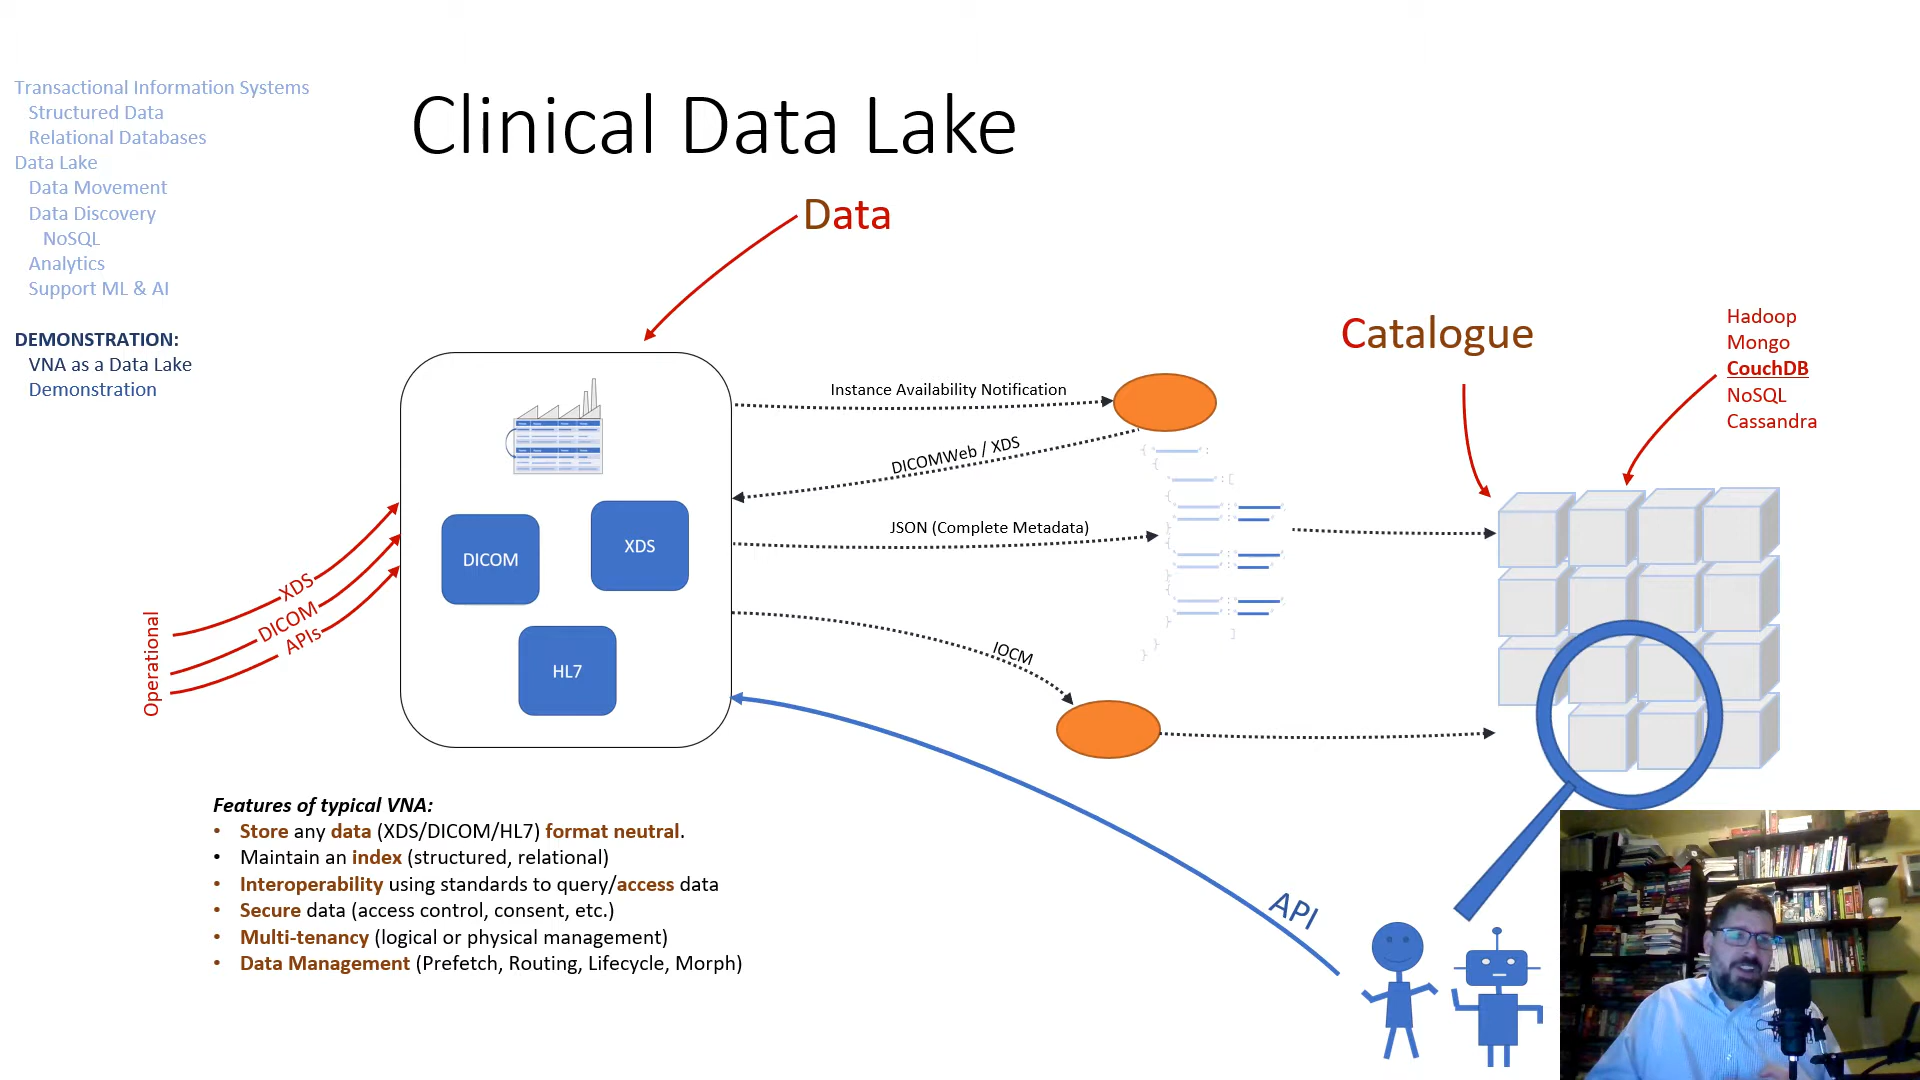 Transactional Information Systems
Structured Data
Relational Databases
Data Lake
Data Movement
Data Discovery
NoSQL
Analytics
Support ML & AI
DEMONSTRATION:
VNA as a Data Lake
Demonstration
Clinical Data Lake
Data
Catalogue
Hadoop
Mongo
CouchDB
NoSQL
Cassandra
Instance Availability Notification
DICOMWeb / XDS
JSON (Complete Metadata)
IOCM
DICOM
XDS
HL7
Operational
XDS
DICOM
APIs
API
Features of typical VNA:
• Store any data (XDS/DICOM/HL7) format neutral.
• Maintain an index (structured, relational)
• Interoperability using standards to query/access data
• Secure data (access control, consent, etc.)
• Multi-tenancy (logical or physical management)
• Data Management (Prefetch, Routing, Lifecycle, Morph)